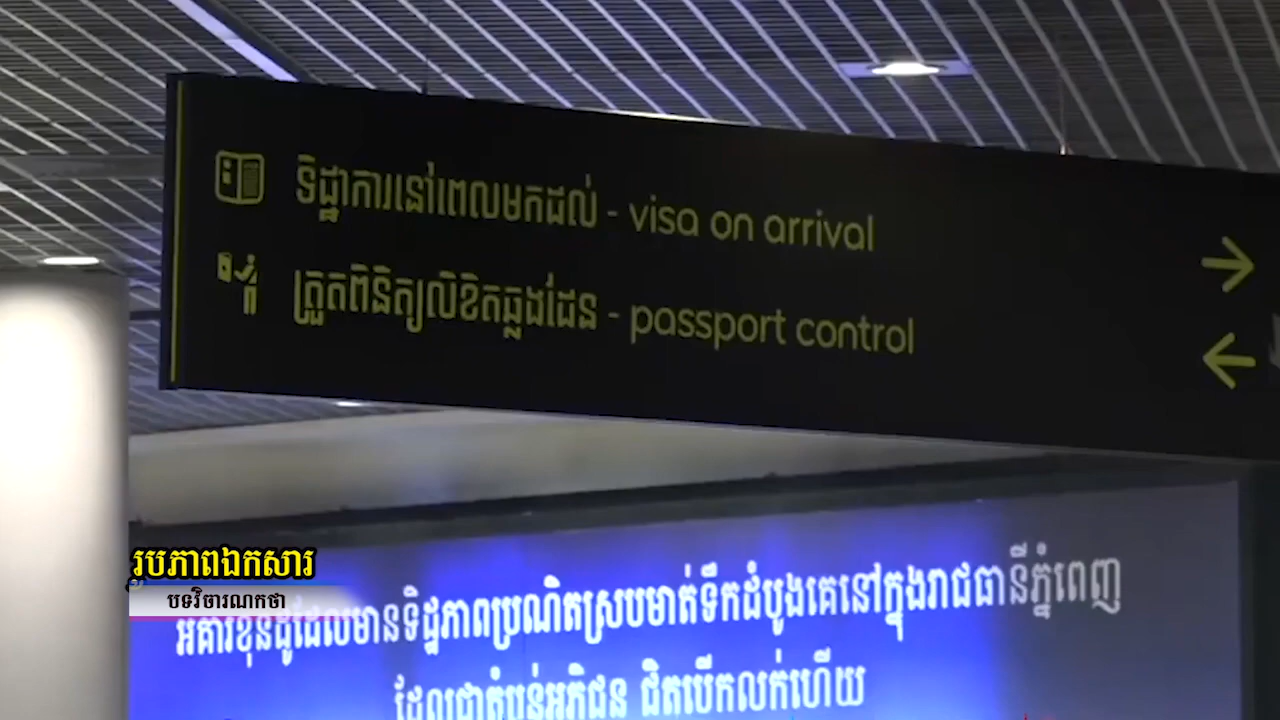 ទិដ្ឋាការនៅពេលមកដល់ - visa on arrival
ត្រួតពិនិត្យលិខិតឆ្លងដែន - passport control
រូបភាពឯកសារ
បទវិចារណកថា
អគារខុនដូដែលមានទិដ្ឋភាពប្រណិតស្របមាត់ទឹកដំបូងគេនៅក្នុងរាជធានីភ្នំពេញ
ដែលជាតំបន់អភិជន ជិតបើកលក់ហើយ